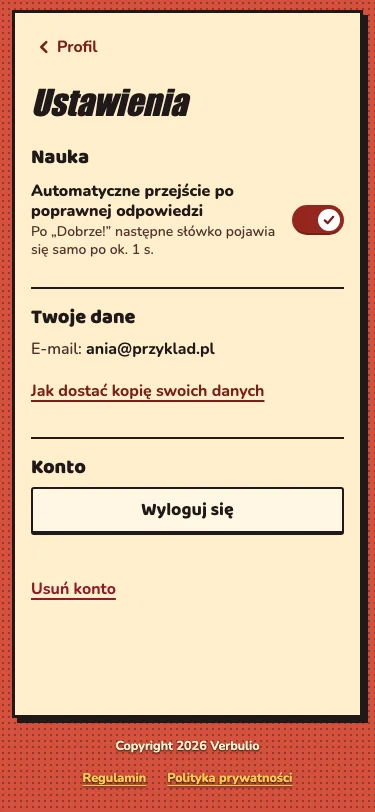 Profil
Ustawienia
Nauka
Automatyczne przejście po
poprawnej odpowiedzi
Po „Dobrze!” następne słówko pojawia
się samo po ok. 1 s.
Twoje dane
E-mail: ania@przyklad.pl
Jak dostać kopię swoich danych
Konto
Wyloguj się
Usuń konto
Copyright 2026 Verbulio
Regulamin Polityka prywatności